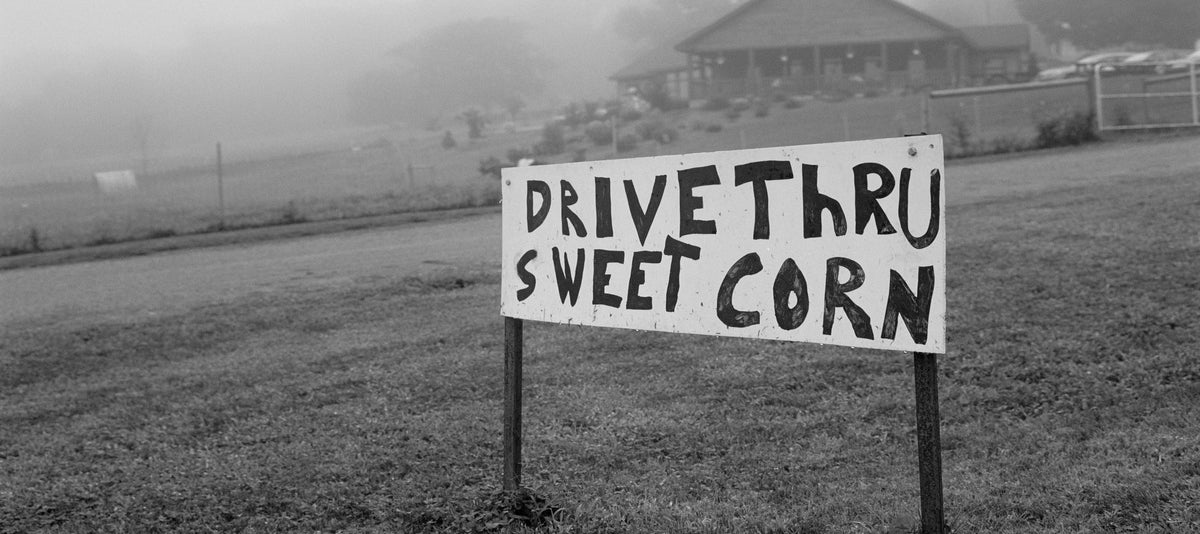 DRIVE ThRU
SWEET CORN